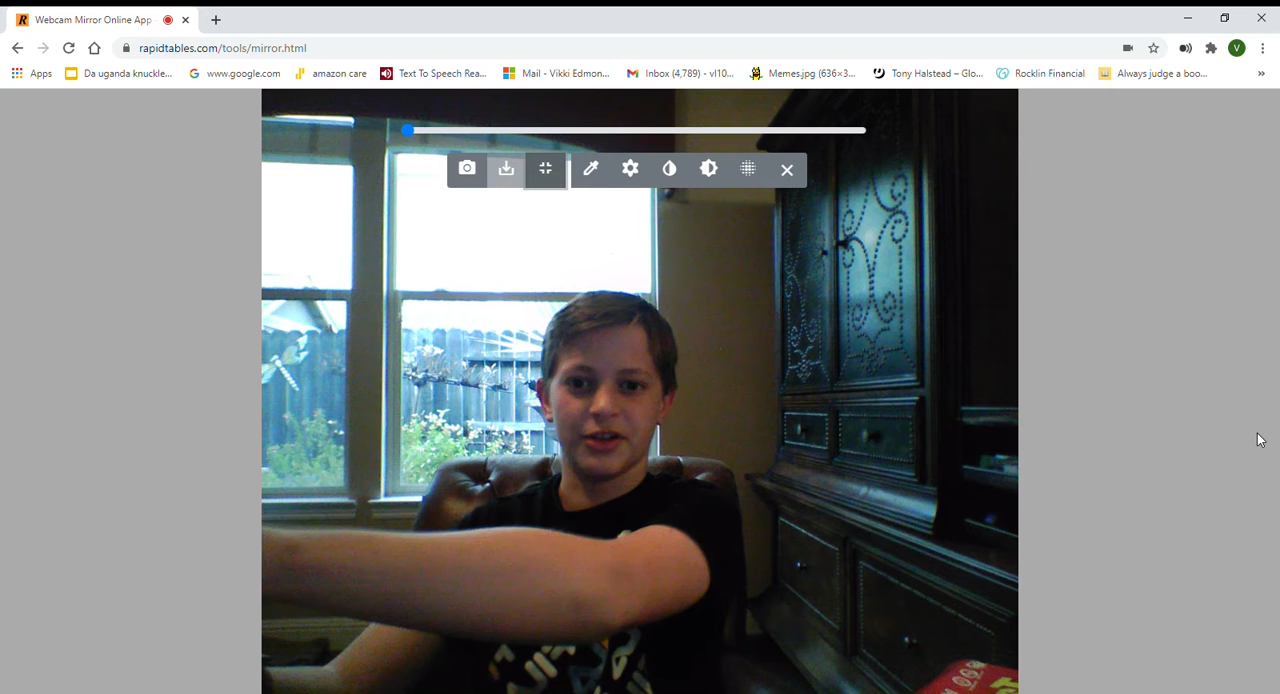 R Webcam Mirror Online App
rapidtables.com/tools/mirror.html
V
Apps
Da uganda knuckle...
G www.google.com
amazon care
Text To Speech Rea...
Mail - Vikki Edmon...
Inbox (4,789) - vl10...
Memes.jpg (636×3...
Tony Halstead – Glo...
Rocklin Financial
Always judge a boo...
»